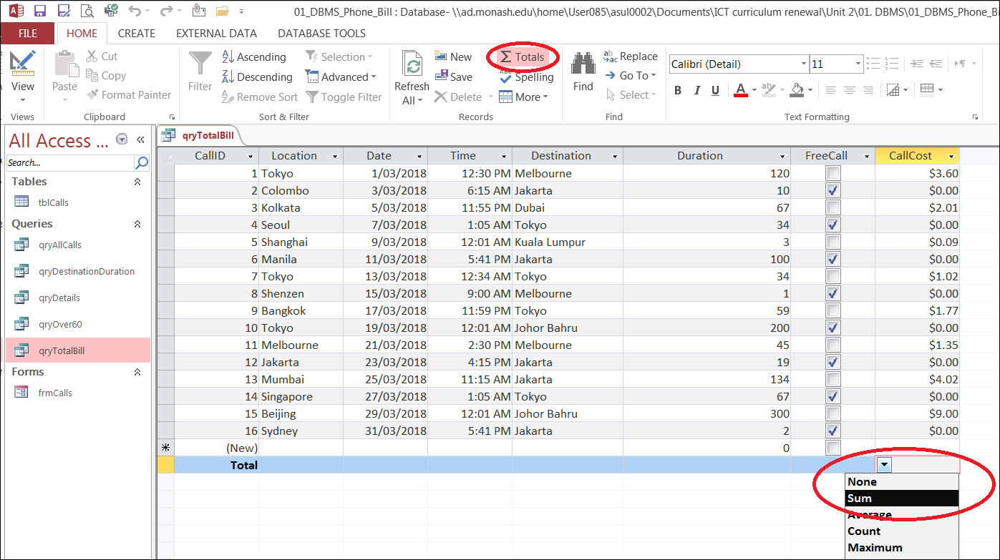 01_DBMS_Phone_Bill : Database- \\ad.monash.edu\home\User085\asul0002\Documents\ICT curriculum renewal\Unit 2\01. DBMS\01_DBMS_Phone_Bi
FILE HOME CREATE EXTERNAL DATA DATABASE TOOLS
View
Views
Paste
Cut
Copy
Format Painter
Clipboard
Filter
Ascending
Descending
Remove Sort
Selection
Advanced
Toggle Filter
Sort & Filter
Refresh
All
New
Save
Delete
Σ Totals
Spelling
More
Records
Find
Replace
Go To
Select
Find
Calibri (Detail) 11
B I U A
Text Formatting
All Access ...
Search...
Tables
tblCalls
Queries
qryAllCalls
qryDestinationDuration
qryDetails
qryOver60
qryTotalBill
Forms
frmCalls
qryTotalBill
CallID Location Date Time Destination Duration FreeCall CallCost
1 Tokyo 1/03/2018 12:30 PM Melbourne 120 $3.60
2 Colombo 3/03/2018 6:15 AM Jakarta 10 $0.00
3 Kolkata 5/03/2018 11:55 PM Dubai 67 $2.01
4 Seoul 7/03/2018 1:05 AM Tokyo 34 $0.00
5 Shanghai 9/03/2018 12:01 AM Kuala Lumpur 3 $0.09
6 Manila 11/03/2018 5:41 PM Jakarta 100 $0.00
7 Tokyo 13/03/2018 12:34 AM Tokyo 34 $1.02
8 Shenzen 15/03/2018 9:00 AM Melbourne 1 $0.00
9 Bangkok 17/03/2018 11:59 PM Tokyo 59 $1.77
10 Tokyo 19/03/2018 12:01 AM Johor Bahru 200 $0.00
11 Melbourne 21/03/2018 2:30 PM Melbourne 45 $1.35
12 Jakarta 23/03/2018 4:15 PM Jakarta 19 $0.00
13 Mumbai 25/03/2018 11:15 AM Jakarta 134 $4.02
14 Singapore 27/03/2018 1:05 AM Tokyo 67 $0.00
15 Beijing 29/03/2018 12:01 AM Johor Bahru 300 $9.00
16 Sydney 31/03/2018 5:41 PM Jakarta 2 $0.00
(New) 0
Total
None
Sum
Average
Count
Maximum